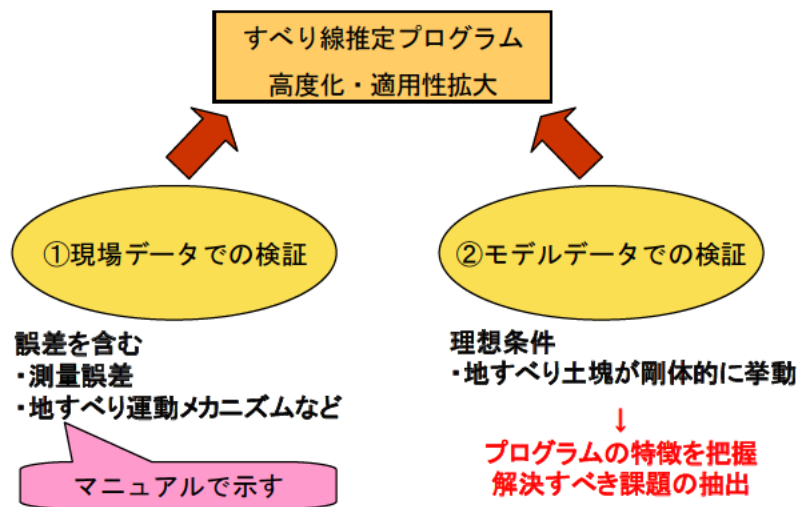 すべり線推定プログラム
高度化・適用性拡大
①現場データでの検証
誤差を含む
・測量誤差
・地すべり運動メカニズムなど
マニュアルで示す
②モデルデータでの検証
理想条件
・地すべり土塊が剛体的に挙動
↓
プログラムの特徴を把握
解決すべき課題の抽出